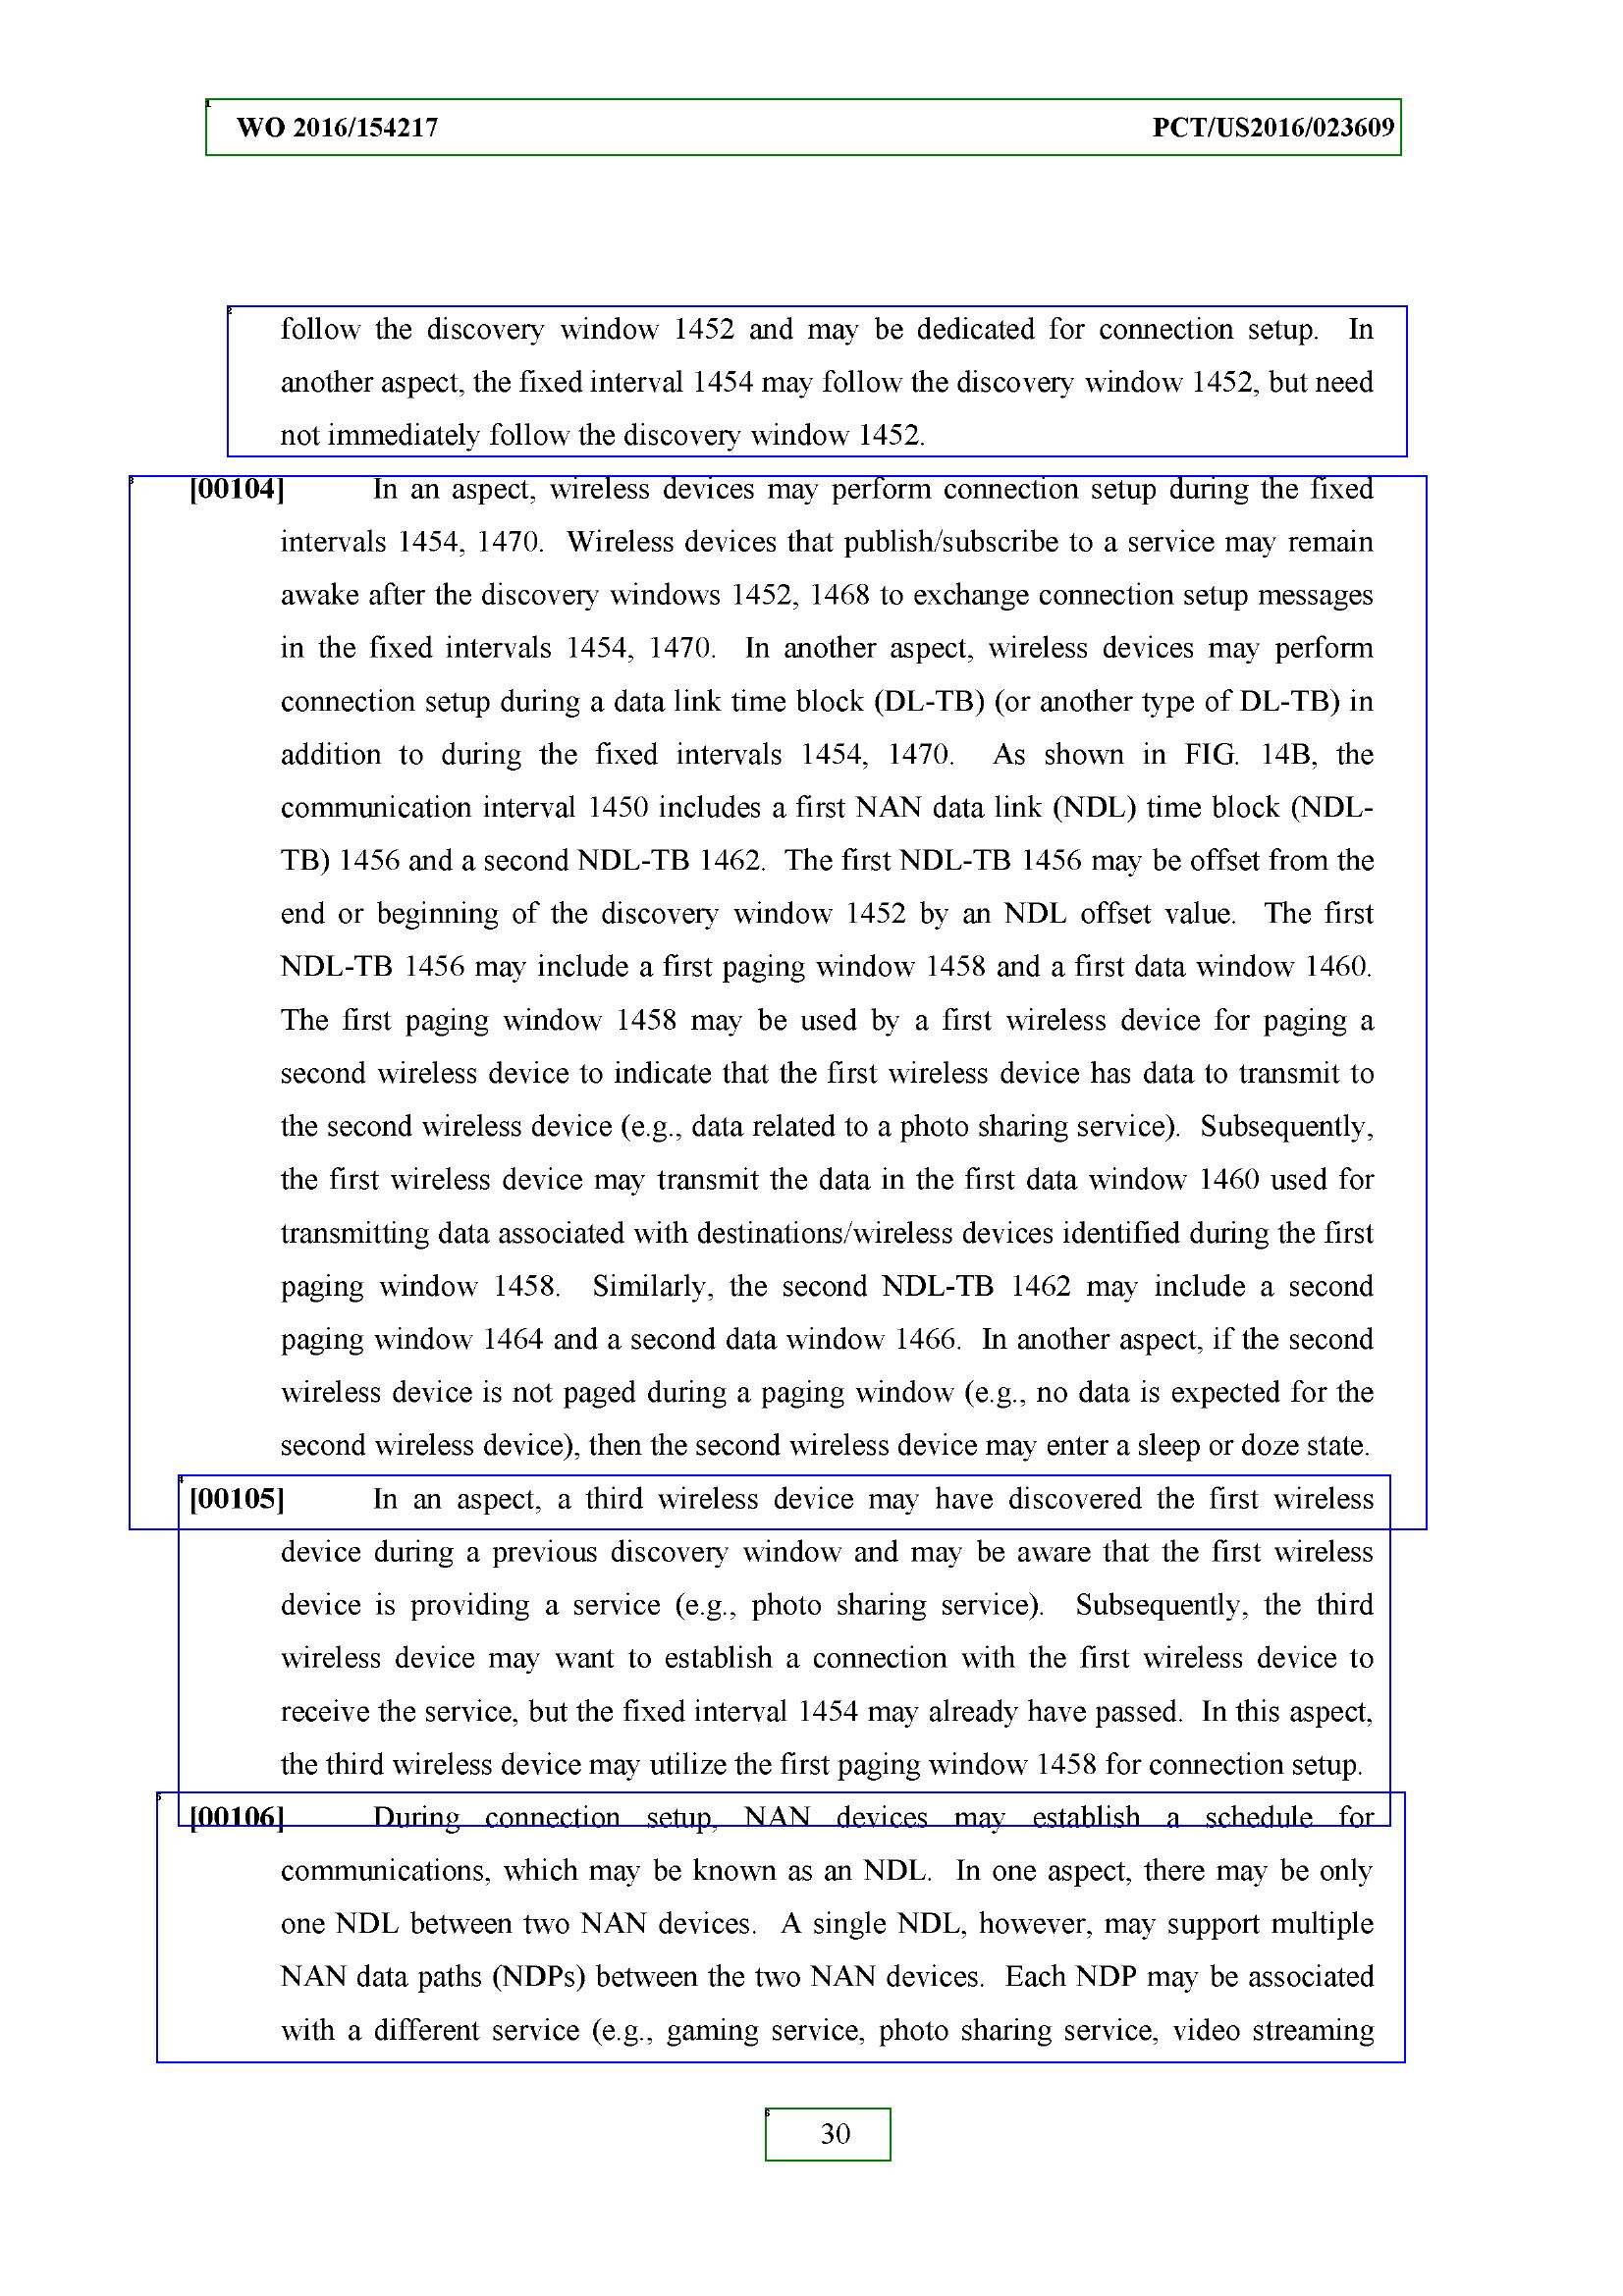 WO 2016/154217 PCT/US2016/023609
follow the discovery window 1452 and may be dedicated for connection setup. In
another aspect, the fixed interval 1454 may follow the discovery window 1452, but need
not immediately follow the discovery window 1452.
[00104] In an aspect, wireless devices may perform connection setup during the fixed
intervals 1454, 1470. Wireless devices that publish/subscribe to a service may remain
awake after the discovery windows 1452, 1468 to exchange connection setup messages
in the fixed intervals 1454, 1470. In another aspect, wireless devices may perform
connection setup during a data link time block (DL-TB) (or another type of DL-TB) in
addition to during the fixed intervals 1454, 1470. As shown in FIG. 14B, the
communication interval 1450 includes a first NAN data link (NDL) time block (NDL-
TB) 1456 and a second NDL-TB 1462. The first NDL-TB 1456 may be offset from the
end or beginning of the discovery window 1452 by an NDL offset value. The first
NDL-TB 1456 may include a first paging window 1458 and a first data window 1460.
The first paging window 1458 may be used by a first wireless device for paging a
second wireless device to indicate that the first wireless device has data to transmit to
the second wireless device (e.g., data related to a photo sharing service). Subsequently,
the first wireless device may transmit the data in the first data window 1460 used for
transmitting data associated with destinations/wireless devices identified during the first
paging window 1458. Similarly, the second NDL-TB 1462 may include a second
paging window 1464 and a second data window 1466. In another aspect, if the second
wireless device is not paged during a paging window (e.g., no data is expected for the
second wireless device), then the second wireless device may enter a sleep or doze state.
[00105] In an aspect, a third wireless device may have discovered the first wireless
device during a previous discovery window and may be aware that the first wireless
device is providing a service (e.g., photo sharing service). Subsequently, the third
wireless device may want to establish a connection with the first wireless device to
receive the service, but the fixed interval 1454 may already have passed. In this aspect,
the third wireless device may utilize the first paging window 1458 for connection setup.
[00106] During connection setup, NAN devices may establish a schedule for
communications, which may be known as an NDL. In one aspect, there may be only
one NDL between two NAN devices. A single NDL, however, may support multiple
NAN data paths (NDPs) between the two NAN devices. Each NDP may be associated
with a different service (e.g., gaming service, photo sharing service, video streaming
30